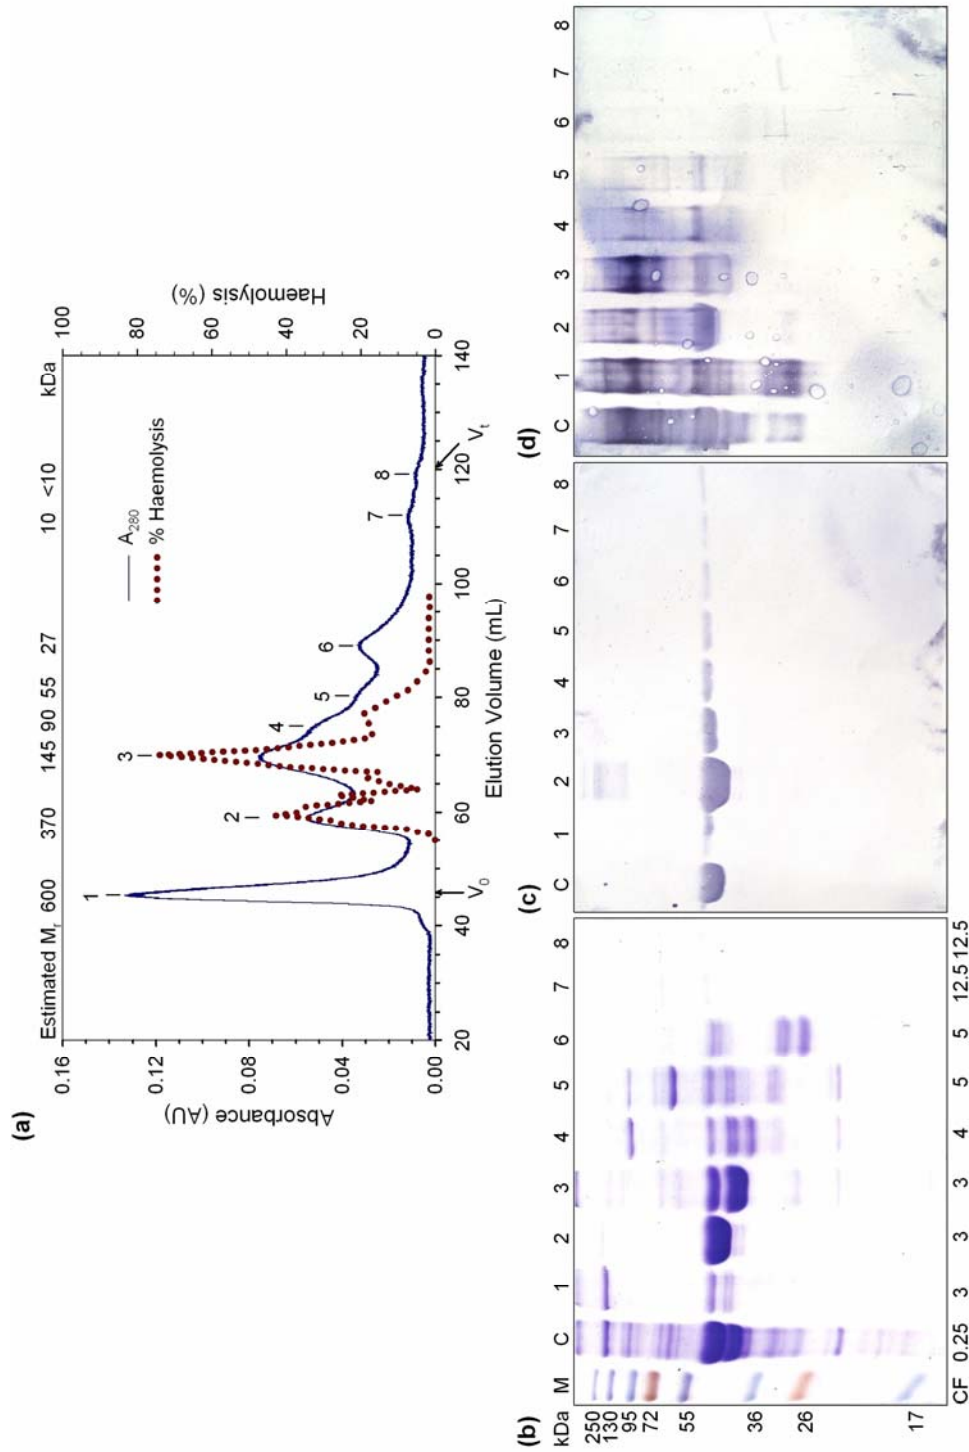 (a)
Estimated Mr 600 370 145 90 55 27 10 <10 kDa
0.16
0.12
0.08
0.04
0.00
Absorbance (AU)
100
80
60
40
20
0
Haemolysis (%)
A280
% Haemolysis
1
2
3
4
5
6
7
8
V0
Vt
20 40 60 80 100 120 140
Elution Volume (mL)
(b)
kDa M C 1 2 3 4 5 6 7 8
250
130
95
72
55
36
26
17
CF 0.25 3 3 3 4 5 5 12.5 12.5
(c)
C 1 2 3 4 5 6 7 8
(d)
C 1 2 3 4 5 6 7 8